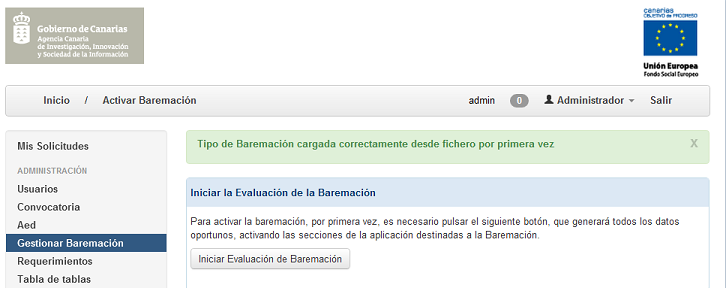 Gobierno de Canarias
Agencia Canaria
de Investigación, Innovación
y Sociedad de la Información
canarias
OBJETIVO DE PROGRESO
Unión Europea
Fondo Social Europeo
Inicio / Activar Baremación
admin 0 Administrador Salir
Mis Solicitudes
ADMINISTRACIÓN
Usuarios
Convocatoria
Aed
Gestionar Baremación
Requerimientos
Tabla de tablas
Tipo de Baremación cargada correctamente desde fichero por primera vez X
Iniciar la Evaluación de la Baremación
Para activar la baremación, por primera vez, es necesario pulsar el siguiente botón, que generará todos los datos
oportunos, activando las secciones de la aplicación destinadas a la Baremación.
Iniciar Evaluación de Baremación